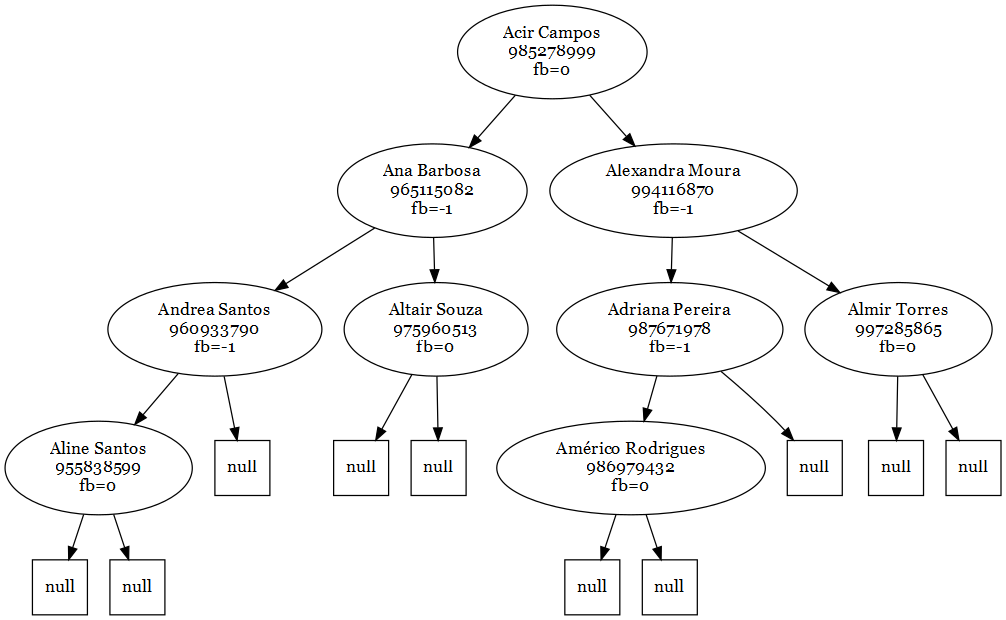 Acir Campos
985278999
fb=0
Ana Barbosa
965115082
fb=-1
Alexandra Moura
994116870
fb=-1
Andrea Santos
960933790
fb=-1
Altair Souza
975960513
fb=0
Adriana Pereira
987671978
fb=-1
Almir Torres
997285865
fb=0
Aline Santos
955838599
fb=0
null
null
null
Américo Rodrigues
986979432
fb=0
null
null
null
null
null
null
null